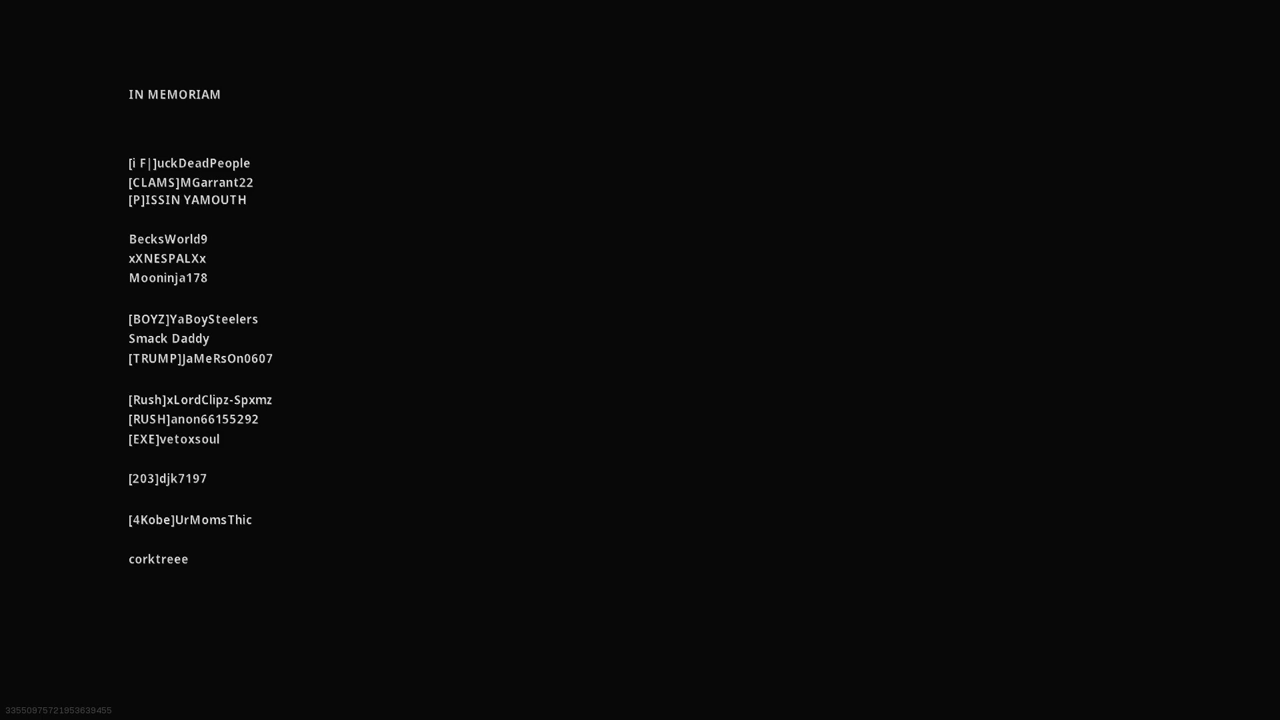 IN MEMORIAM
[i F|]uckDeadPeople
[CLAMS]MGarrant22
[P]ISSIN YAMOUTH
BecksWorld9
xXNESPALXx
Mooninja178
[BOYZ]YaBoySteelers
Smack Daddy
[TRUMP]JaMeRsOn0607
[Rush]xLordClipz-Spxmz
[RUSH]anon66155292
[EXE]vetoxsoul
[203]djk7197
[4Kobe]UrMomsThic
corktreee
33550975721953639455